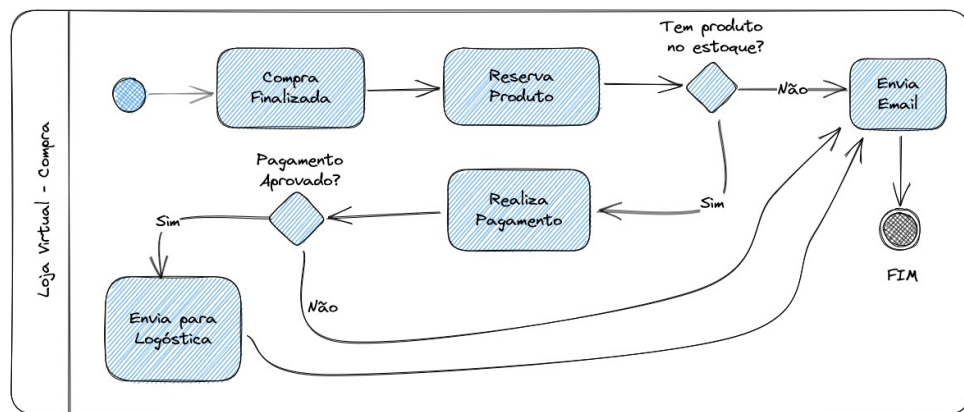 Loja Virtual - Compra
Compra
Finalizada
Reserva
Produto
Tem produto
no estoque?
Não
Envia
Email
Pagamento
Aprovado?
Realiza
Pagamento
Sim
Sim
FIM
Não
Envia para
Logóstica